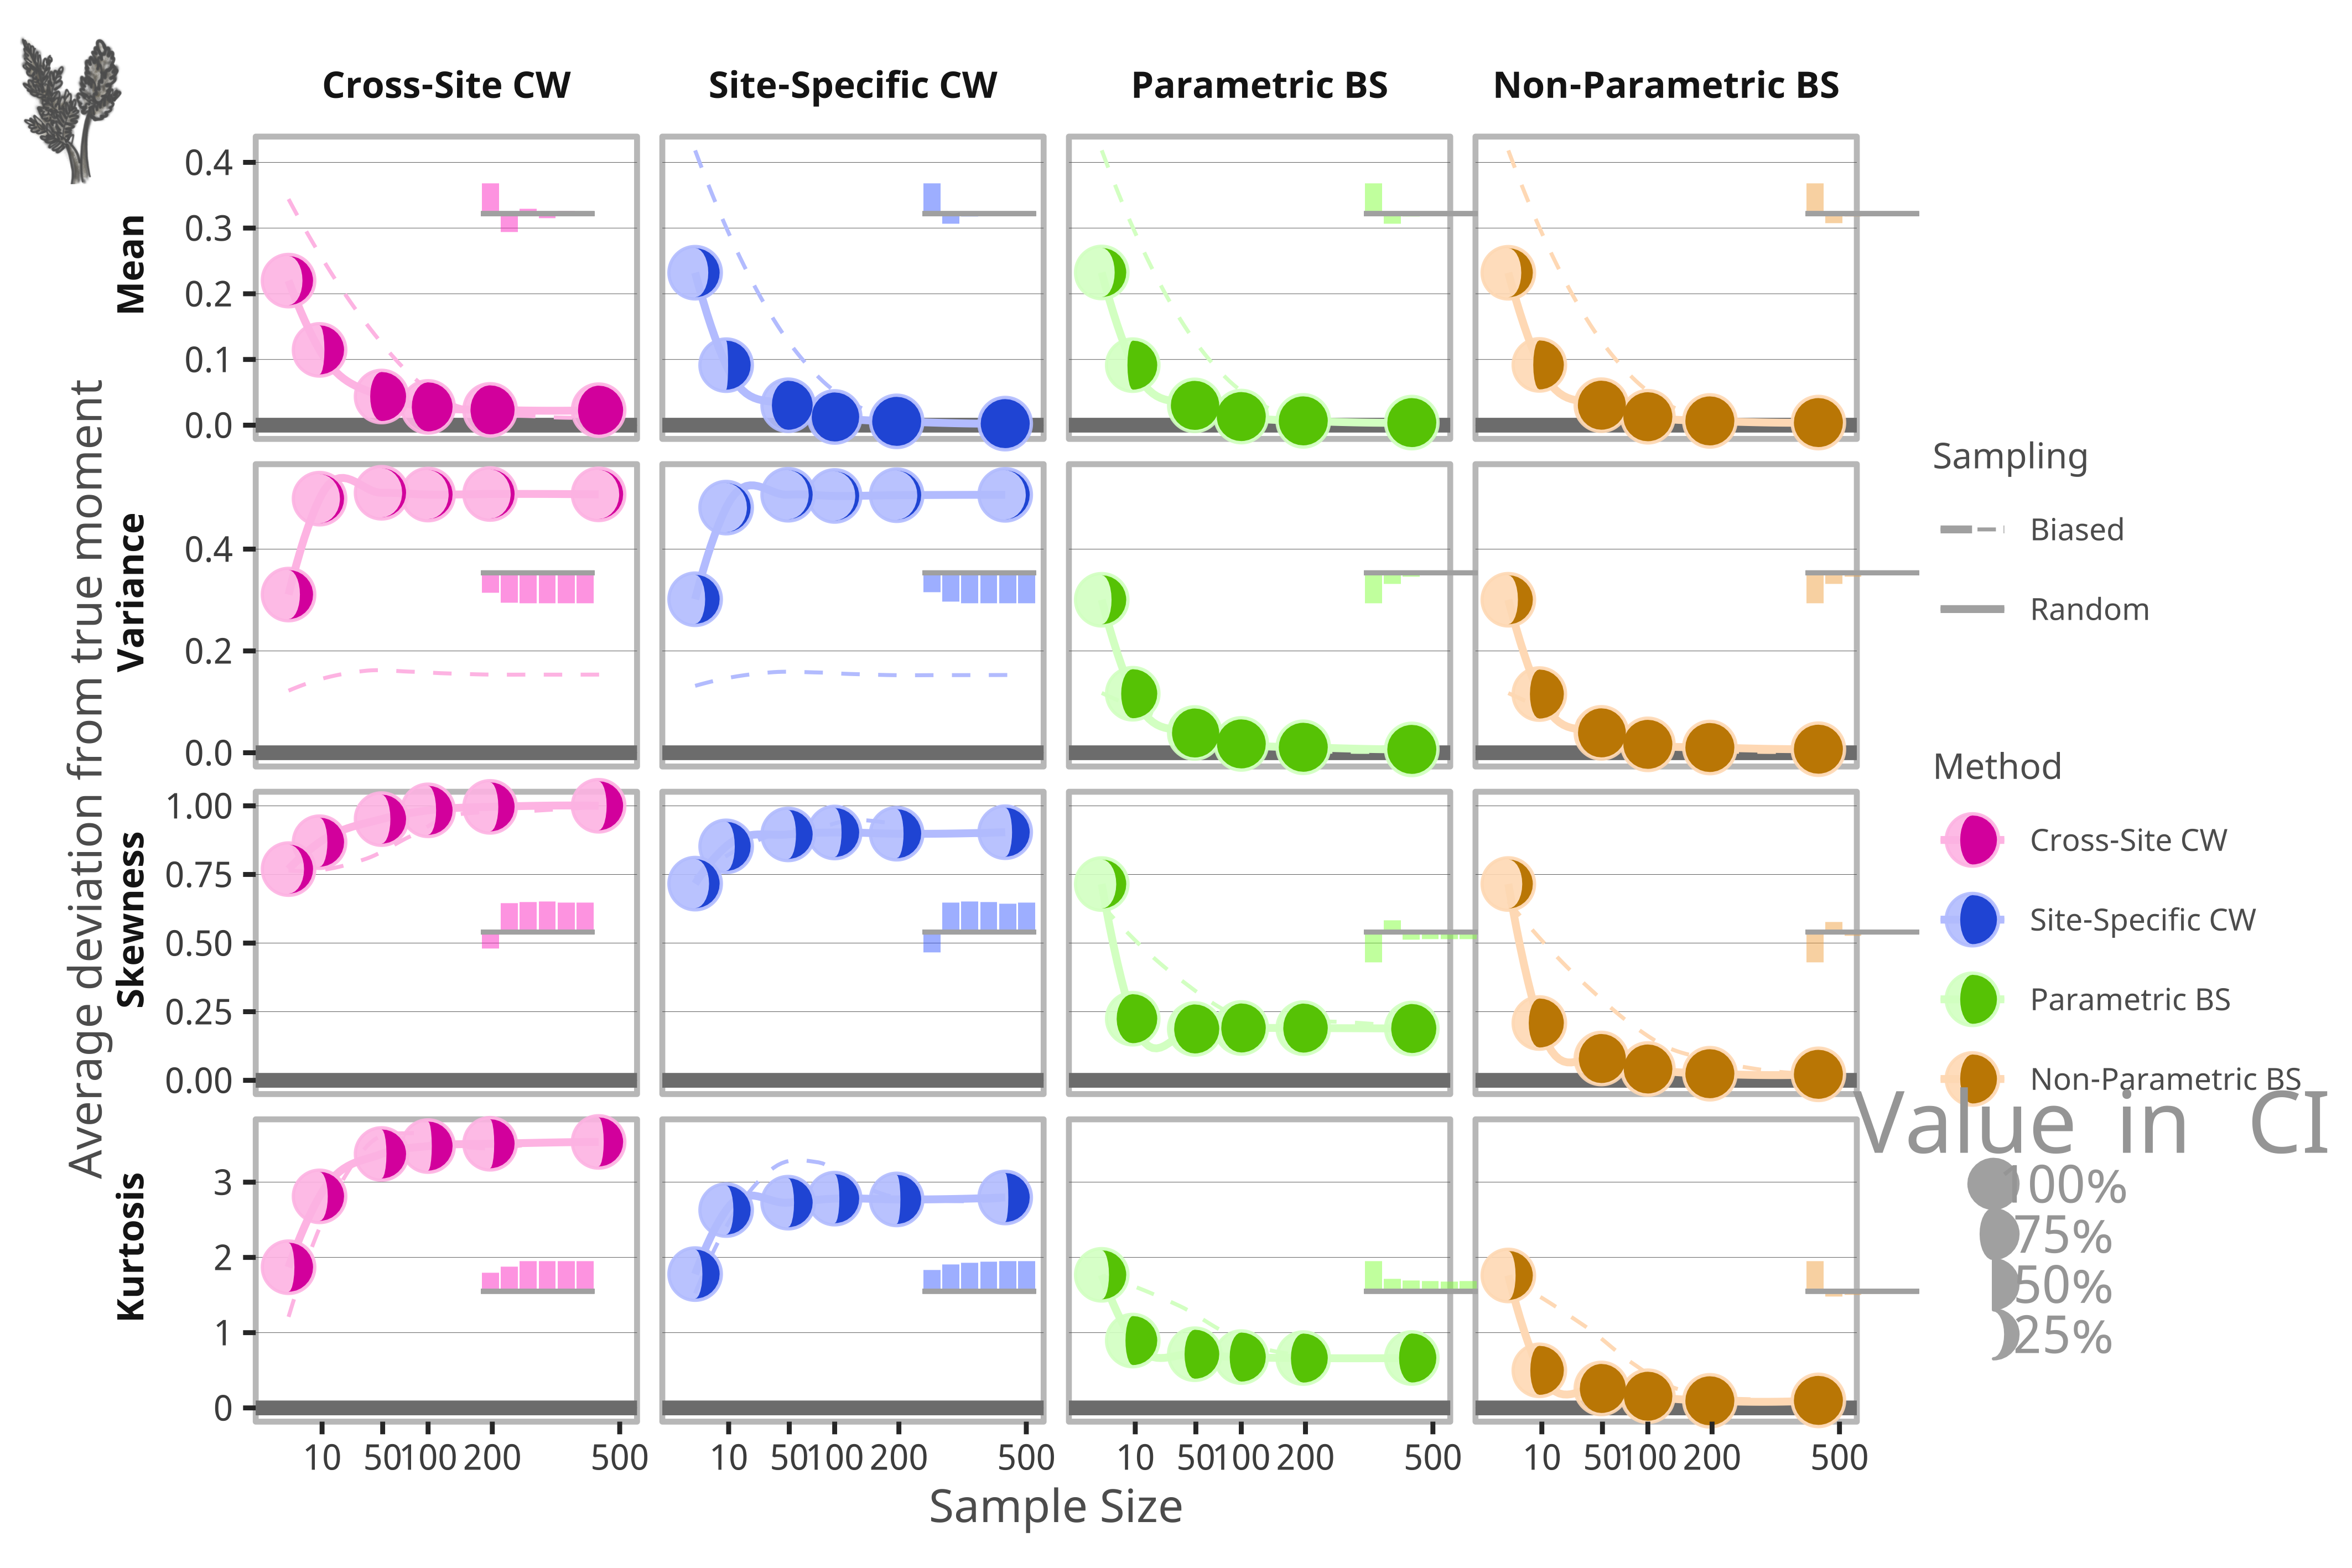 Cross-Site CW Site-Specific CW Parametric BS Non-Parametric BS
Average deviation from true moment
Mean
0.4
0.3
0.2
0.1
0.0
Variance
0.4
0.2
0.0
Skewness
1.00
0.75
0.50
0.25
0.00
Kurtosis
3
2
1
0
10 50 100 200 500 10 50 100 200 500 10 50 100 200 500 10 50 100 200 500
Sample Size
Sampling
Biased
Random
Method
Cross-Site CW
Site-Specific CW
Parametric BS
Non-Parametric BS
Value in CI
100%
75%
50%
25%